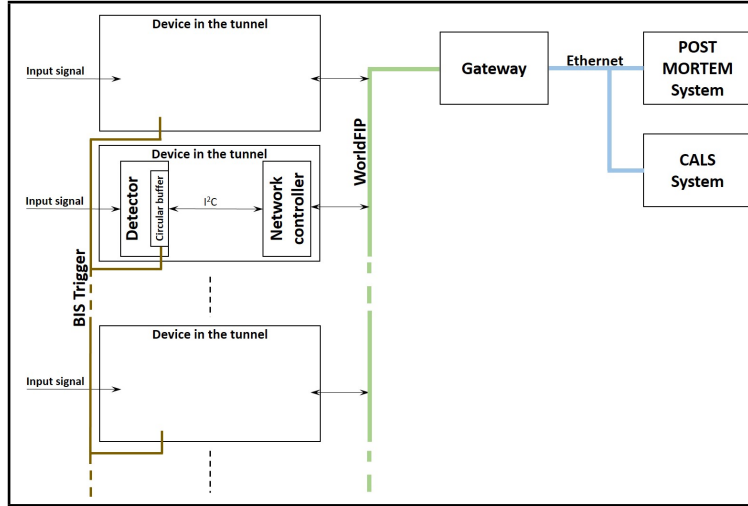 Device in the tunnel
Input signal
Gateway
Ethernet
POST
MORTEM
System
WorldFIP
Device in the tunnel
Input signal
Detector
Circular buffer
I²C
Network
controller
CALS
System
BIS Trigger
Device in the tunnel
Input signal